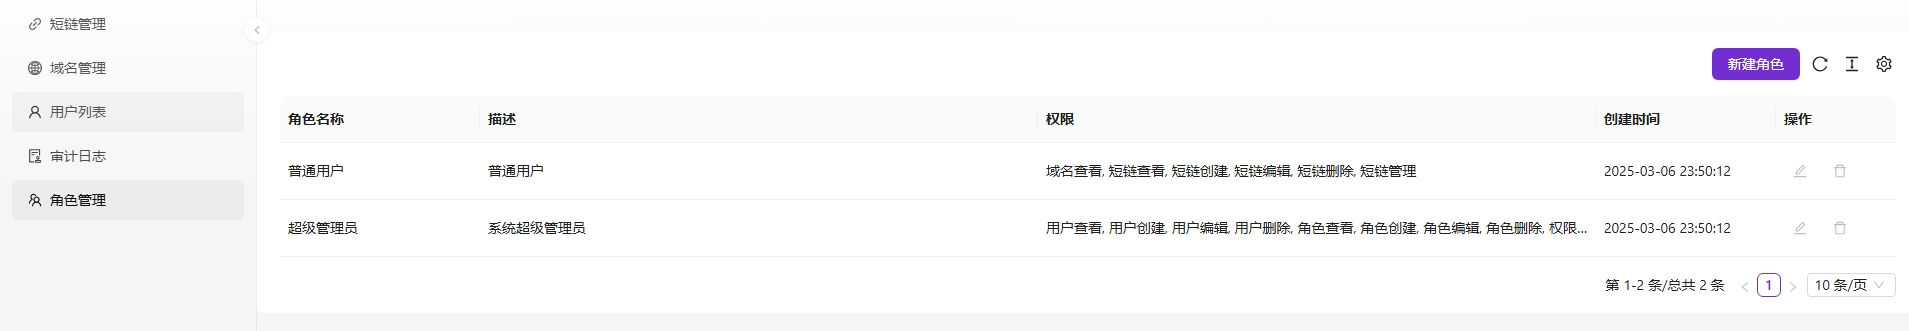 短链管理
域名管理
用户列表
审计日志
角色管理
新建角色
角色名称 描述 权限 创建时间 操作
普通用户 普通用户 域名查看, 短链查看, 短链创建, 短链编辑, 短链删除, 短链管理 2025-03-06 23:50:12
超级管理员 系统超级管理员 用户查看, 用户创建, 用户编辑, 用户删除, 角色查看, 角色创建, 角色编辑, 角色删除, 权限... 2025-03-06 23:50:12
第 1-2 条/总共 2 条 1 10 条/页